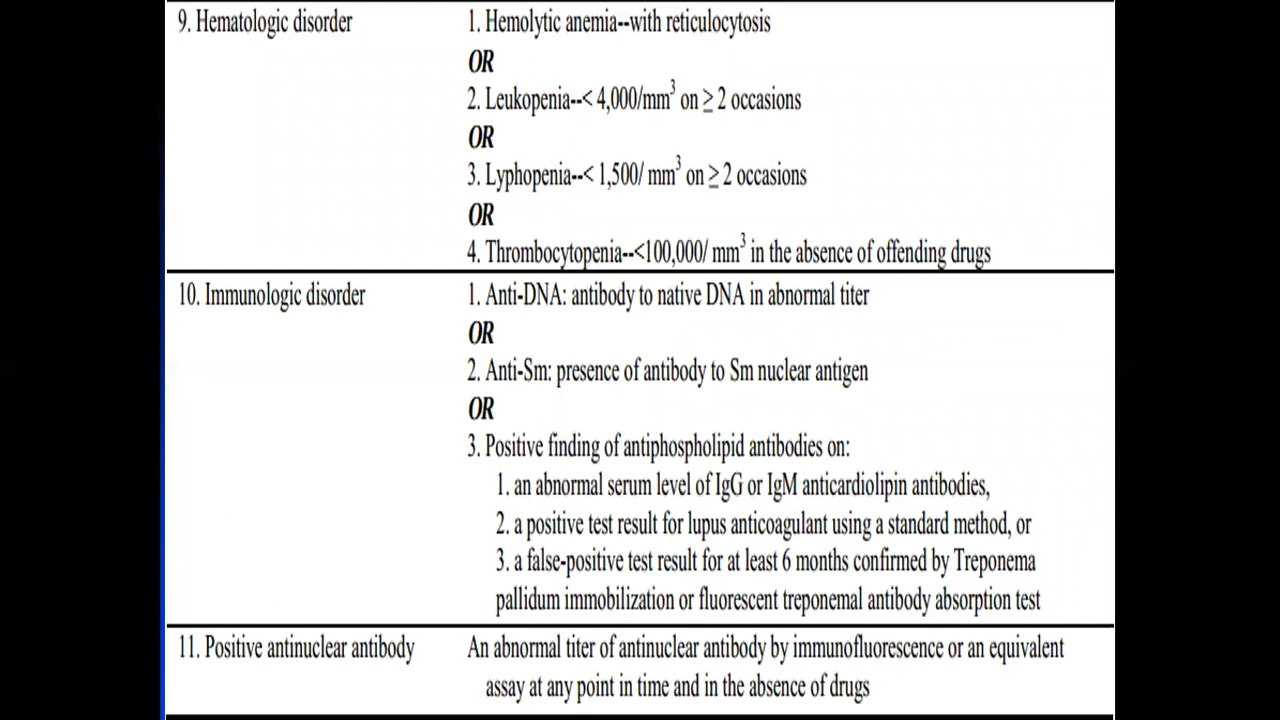 9. Hematologic disorder
1. Hemolytic anemia--with reticulocytosis
OR
2. Leukopenia--< 4,000/mm³ on ≥ 2 occasions
OR
3. Lyphopenia--< 1,500/ mm³ on ≥ 2 occasions
OR
4. Thrombocytopenia--<100,000/ mm³ in the absence of offending drugs
10. Immunologic disorder
1. Anti-DNA: antibody to native DNA in abnormal titer
OR
2. Anti-Sm: presence of antibody to Sm nuclear antigen
OR
3. Positive finding of antiphospholipid antibodies on:
1. an abnormal serum level of IgG or IgM anticardiolipin antibodies,
2. a positive test result for lupus anticoagulant using a standard method, or
3. a false-positive test result for at least 6 months confirmed by Treponema
pallidum immobilization or fluorescent treponemal antibody absorption test
11. Positive antinuclear antibody
An abnormal titer of antinuclear antibody by immunofluorescence or an equivalent
assay at any point in time and in the absence of drugs